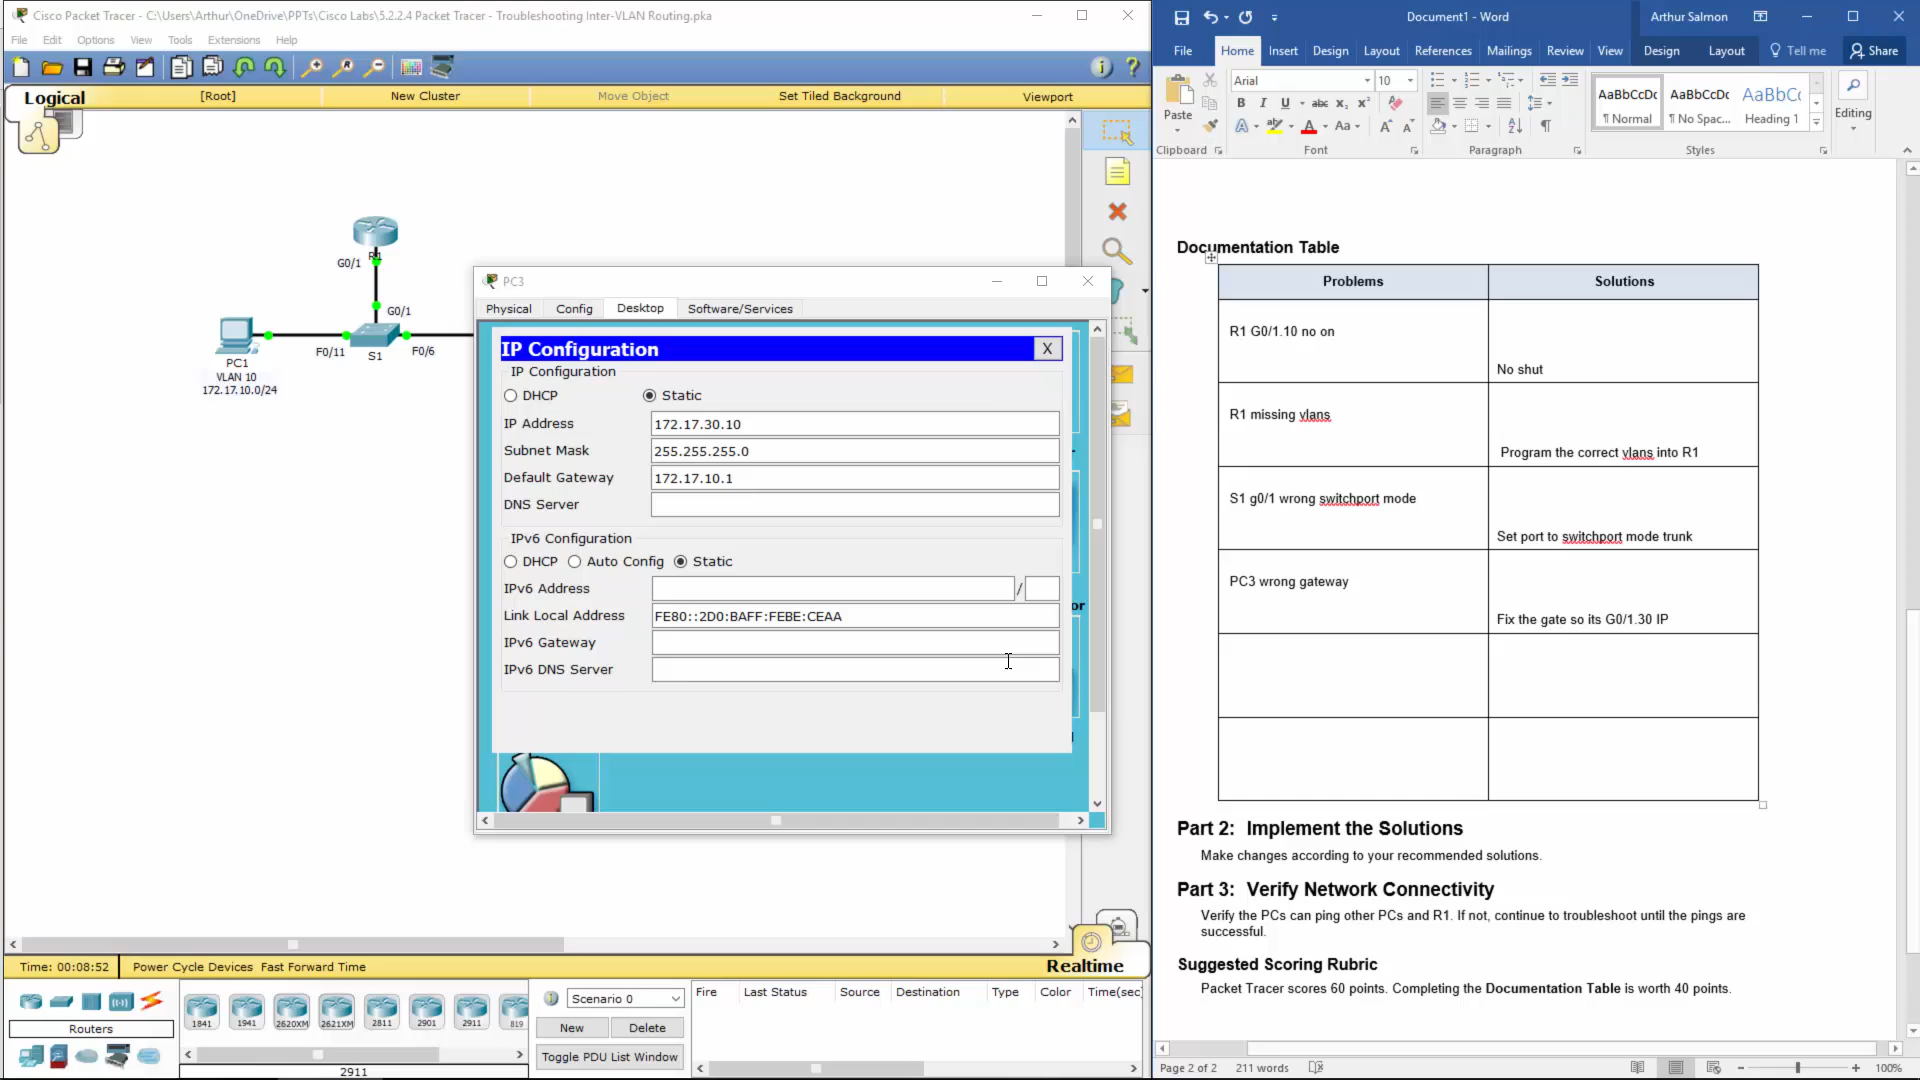 Cisco Packet Tracer - C:\Users\Arthur\OneDrive\PPTs\Cisco Labs\5.2.2.4 Packet Tracer - Troubleshooting Inter-VLAN Routing.pka
File Edit Options View Tools Extensions Help
Logical [Root] New Cluster Move Object Set Tiled Background Viewport
R1
G0/1
G0/1
F0/11
S1
F0/6
PC1
VLAN 10
172.17.10.0/24
PC3
Physical Config Desktop Software/Services
IP Configuration X
IP Configuration
DHCP Static
IP Address 172.17.30.10
Subnet Mask 255.255.255.0
Default Gateway 172.17.10.1
DNS Server
IPv6 Configuration
DHCP Auto Config Static
IPv6 Address /
Link Local Address FE80::2D0:BAFF:FEBE:CEAA
IPv6 Gateway
IPv6 DNS Server
or
Realtime
Time: 00:08:52 Power Cycle Devices Fast Forward Time
1841 1941 2620XM 2621XM 2811 2901 2911 819
Routers
2911
Scenario 0
New Delete
Toggle PDU List Window
Fire Last Status Source Destination Type Color Time(sec)
Document1 - Word
Arthur Salmon
File Home Insert Design Layout References Mailings Review View Design Layout Tell me Share
Paste
Arial 10
B I U abc x₂ x²
A A Aa A A
AaBbCcDc AaBbCcDc AaBbCc
¶ Normal ¶ No Spac... Heading 1
Editing
Clipboard Font Paragraph Styles
Documentation Table
Problems Solutions
R1 G0/1.10 no on
No shut
R1 missing vlans
Program the correct vlans into R1
S1 g0/1 wrong switchport mode
Set port to switchport mode trunk
PC3 wrong gateway
Fix the gate so its G0/1.30 IP
Part 2: Implement the Solutions
Make changes according to your recommended solutions.
Part 3: Verify Network Connectivity
Verify the PCs can ping other PCs and R1. If not, continue to troubleshoot until the pings are
successful.
Suggested Scoring Rubric
Packet Tracer scores 60 points. Completing the Documentation Table is worth 40 points.
Page 2 of 2 211 words 100%